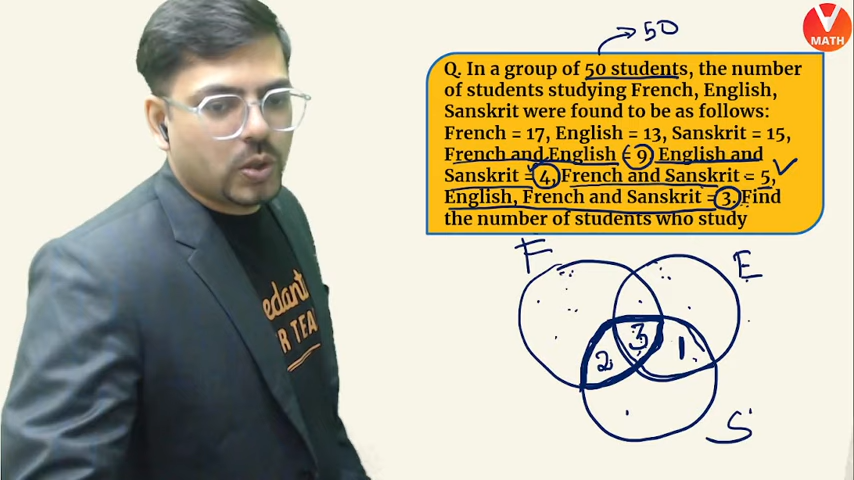 V
MATH
50
Q. In a group of 50 students, the number
of students studying French, English,
Sanskrit were found to be as follows:
French = 17, English = 13, Sanskrit = 15,
French and English = 9 English and
Sanskrit = 4, French and Sanskrit = 5,
English, French and Sanskrit = 3. Find
the number of students who study
F
E
3
2
1
S
edant
R TEA